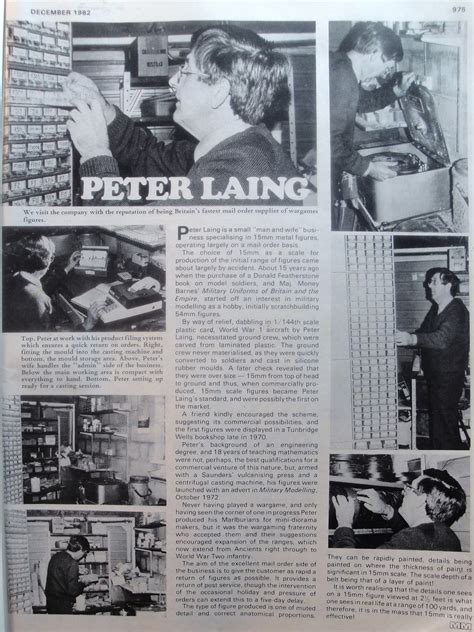 DECEMBER 1982
975
PETER LAING
We visit the company with the reputation of being Britain's fastest mail order supplier of wargames
figures.
Top. Peter at work with his product filing system
which ensures a quick return on orders. Right,
fitting the mould into the casting machine and
bottom, the mould storage area. Above, Peter's
wife handles the "admin" side of the business.
Below the main working area is compact with
everything to hand. Bottom, Peter setting up
ready for a casting session.
Peter Laing is a small 'man and wife' busi-
ness specialising in 15mm metal figures,
operating largely on a mail order basis.
The choice of 15mm as a scale for
production of the initial range of figures came
about largely by accident. About 15 years ago
when the purchase of a Donald Featherstone
book on model soldiers, and Maj. Money
Barnes' Military Uniforms of Britain and the
Empire, started off an interest in military
modelling as a hobby, initially scratchbuilding
54mm figures.
By way of relief, dabbling in 1/144th scale
plastic card, World War 1 aircraft by Peter
Laing, necessitated ground crew, which were
carved from laminated plastic. The ground
crew never materialised, as they were quickly
converted to soldiers and cast in silicone
rubber moulds. A later check revealed that
they were over size — 15mm from top of head
to ground and thus, when commercially pro-
duced, 15mm scale figures became Peter
Laing's standard, and were possibly the first on
the market.
A friend kindly encouraged the scheme,
suggesting its commercial possibilities, and
the first figures were displayed in a Tunbridge
Wells bookshop, late in 1970.
Peter's background of an engineering
degree, and 18 years of teaching mathematics
were not, perhaps, the best qualifications for a
commercial venture of this nature, but, armed
with a Saunders' vulcanising press and a
centrifugal casting machine, his figures were
launched with an advert in Military Modelling,
October 1972.
Never having played a wargame, and only
having seen the corner of one in progress Peter
produced his Marlburians for mini-diorama
makers, but it was the wargaming fraternity
who accepted them and their suggestions
encouraged expansion of the ranges, which
now extend from Ancients right through to
World War Two infantry.
The aim of the excellent mail order side of
the business is to give the customer as rapid a
return of figures as possible. It provides a
return of post service, though the intervention
of the occasional holiday and pressure of
orders can extend this to a five-day delay.
The type of figure produced is one of muted
detail and correct anatomical proportions.
They can be rapidly painted, details being
painted on where the thickness of paint is
significant in 15mm scale. The scale depth of a
belt being that of a layer of paint!
It is worth realising that the details one sees
on a 15mm figure viewed at 2½ feet is what
one sees in real life at a range of 100 yards, and
therefore, it is in the mass that 15mm is really
effective!